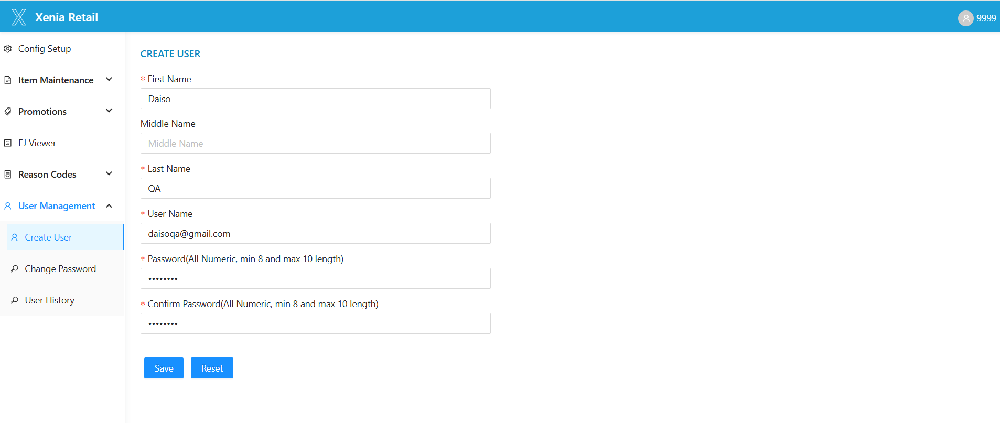 Xenia Retail
9999
Config Setup
Item Maintenance
Promotions
EJ Viewer
Reason Codes
User Management
Create User
Change Password
User History
CREATE USER
* First Name
Daiso
Middle Name
Middle Name
* Last Name
QA
* User Name
daisoqa@gmail.com
* Password(All Numeric, min 8 and max 10 length)
••••••••
* Confirm Password(All Numeric, min 8 and max 10 length)
••••••••
Save Reset